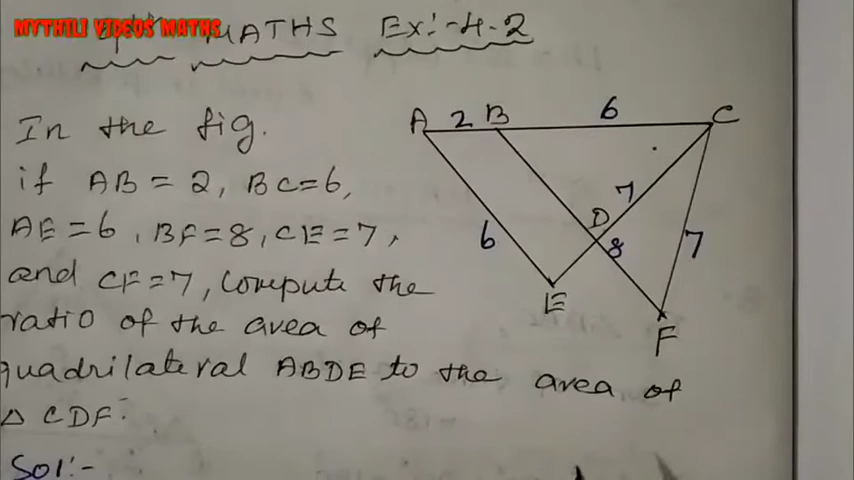 MYTHILI VIDEOS MATHS
MATHS Ex:-4.2
In the fig.
if AB = 2, BC=6,
AE=6, BF=8, CE=7,
and CF=7, compute the
ratio of the area of
quadrilateral ABDE to the area of
△ CDF.
Sol:-
A 2 B 6 C
7
D
6 8 7
E
F